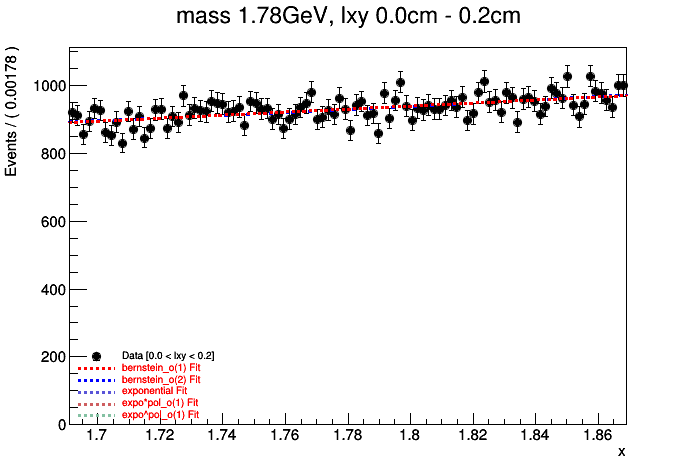 mass 1.78GeV, lxy 0.0cm - 0.2cm
Events / ( 0.00178 )
1000
800
600
400
200
0
Data [0.0 < lxy < 0.2]
bernstein_o(1) Fit
bernstein_o(2) Fit
exponential Fit
expo*pol_o(1) Fit
expo^pol_o(1) Fit
1.7 1.72 1.74 1.76 1.78 1.8 1.82 1.84 1.86
x